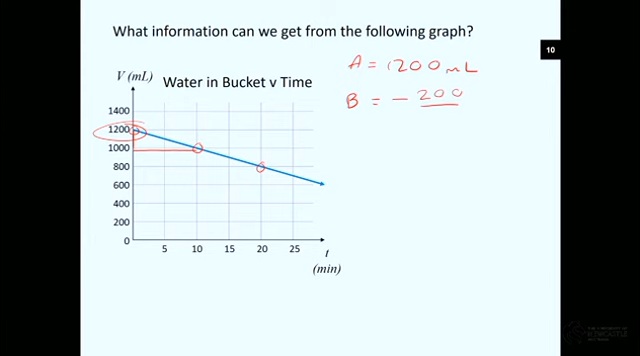 What information can we get from the following graph?
10
A = 1200 mL
B = - 200
V (mL)
Water in Bucket v Time
1400
1200
1000
800
600
400
200
0
5 10 15 20 25 t
(min)